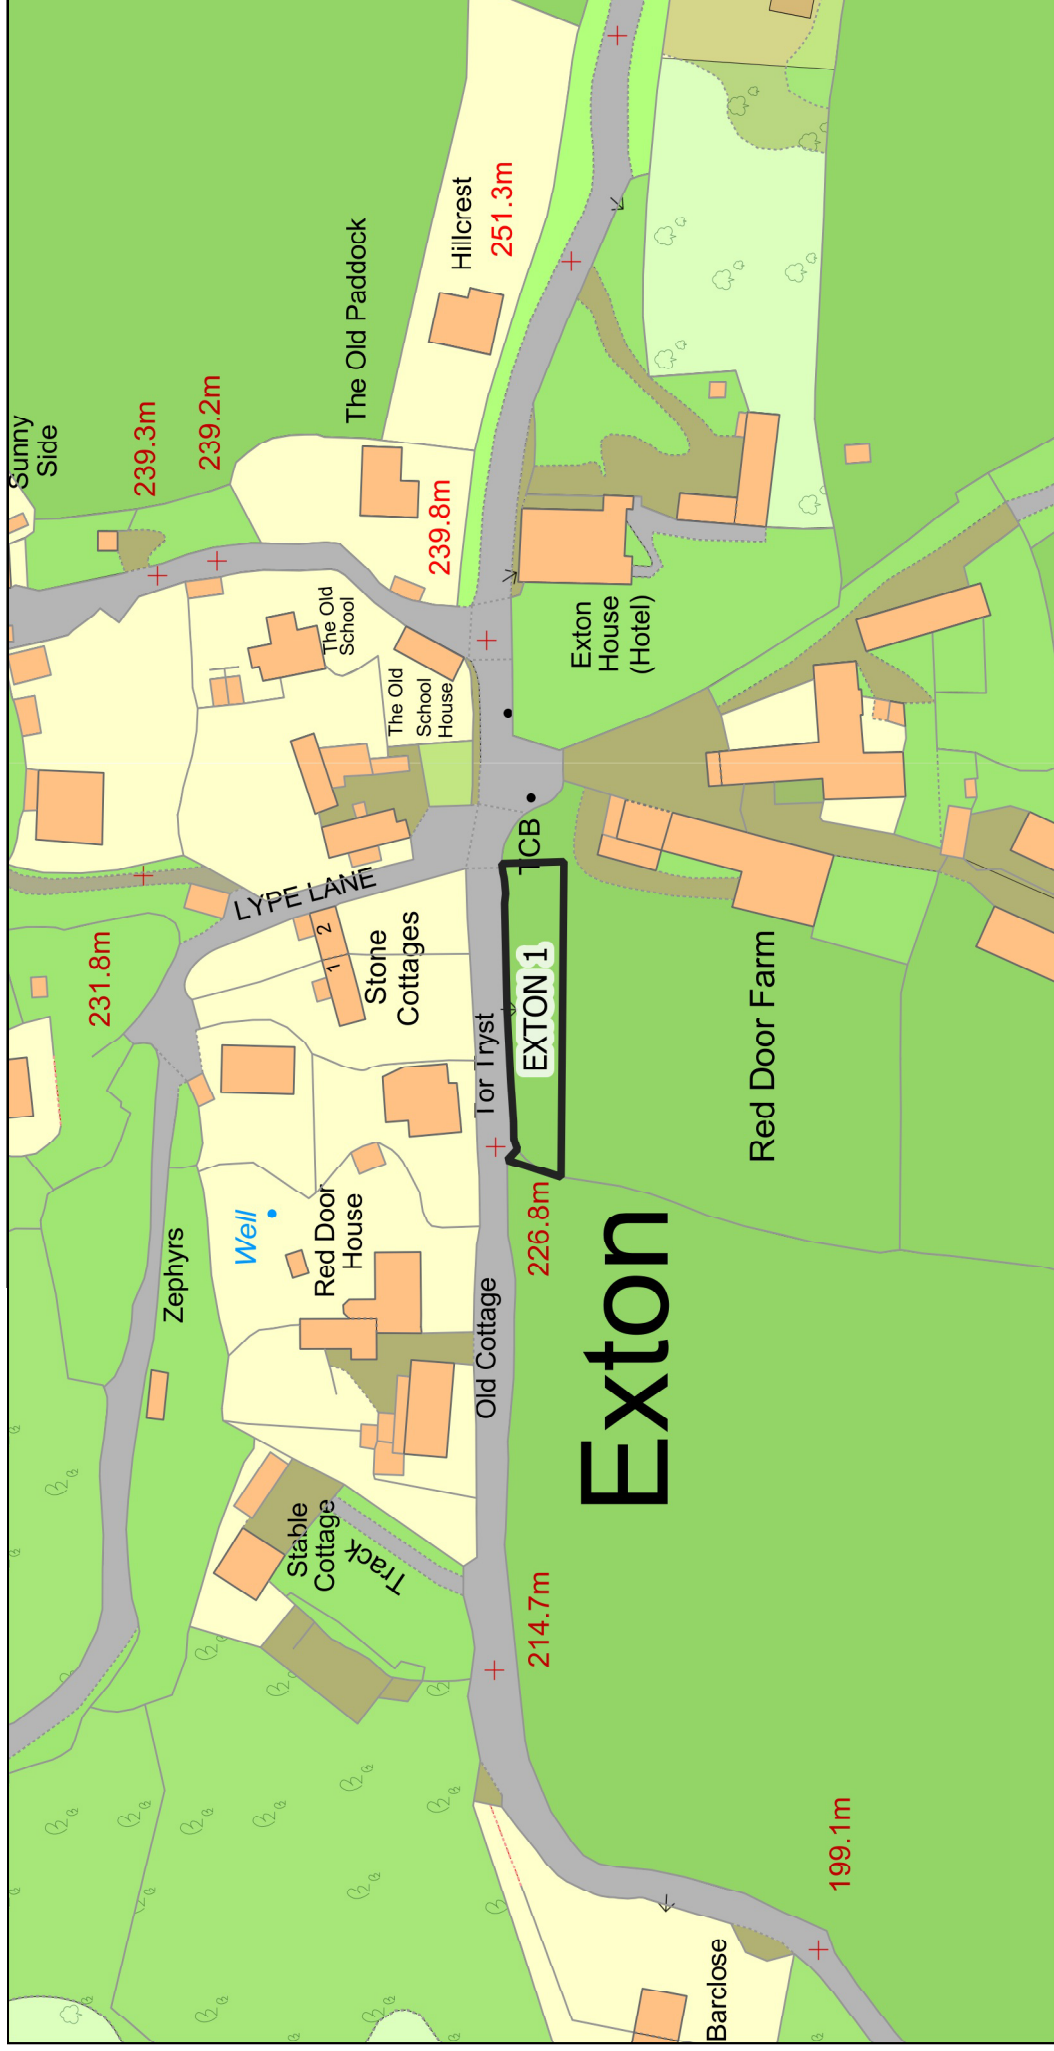 Sunny
Side
231.8m
239.3m
Zephyrs
239.2m
Well
LYPE LANE
Stable
Cottage
Red Door
House
1
2
The Old
School
The Old Paddock
Track
Stone
Cottages
The Old
School
House
239.8m
Hillcrest
251.3m
Old Cottage
Tor Tryst
TCB
EXTON 1
214.7m
226.8m
Exton
House
(Hotel)
Exton
Barclose
Red Door Farm
199.1m